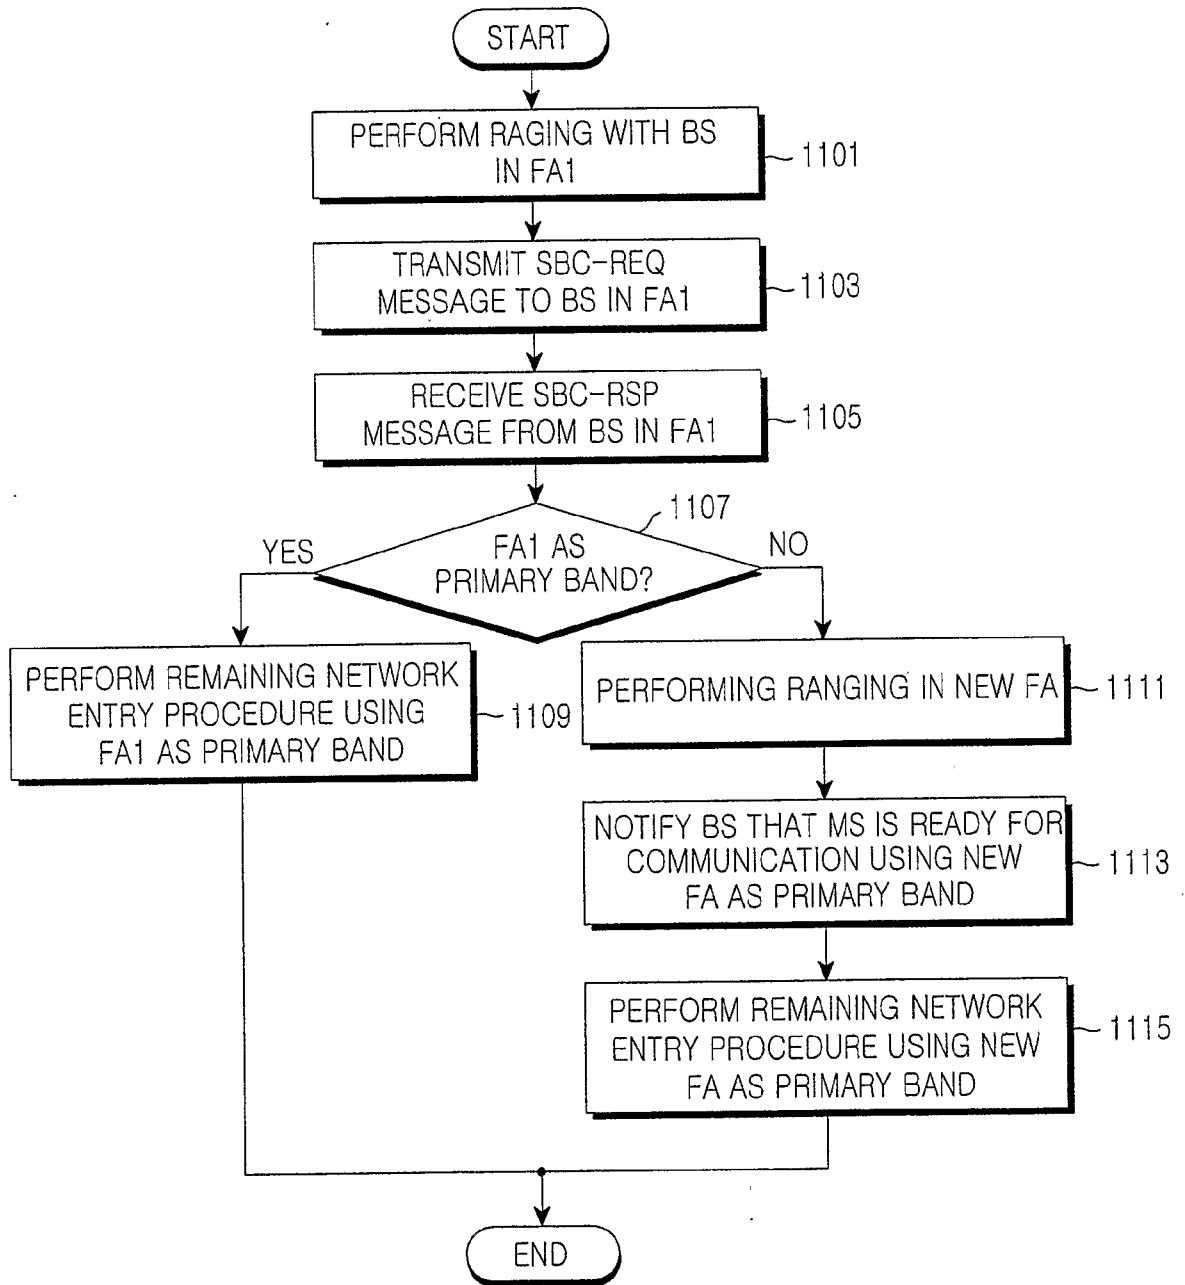 START
PERFORM RAGING WITH BS
IN FA1
1101
TRANSMIT SBC-REQ
MESSAGE TO BS IN FA1
1103
RECEIVE SBC-RSP
MESSAGE FROM BS IN FA1
1105
1107
FA1 AS
PRIMARY BAND?
YES
NO
PERFORM REMAINING NETWORK
ENTRY PROCEDURE USING
FA1 AS PRIMARY BAND
1109
PERFORMING RANGING IN NEW FA
1111
NOTIFY BS THAT MS IS READY FOR
COMMUNICATION USING NEW
FA AS PRIMARY BAND
1113
PERFORM REMAINING NETWORK
ENTRY PROCEDURE USING NEW
FA AS PRIMARY BAND
1115
END